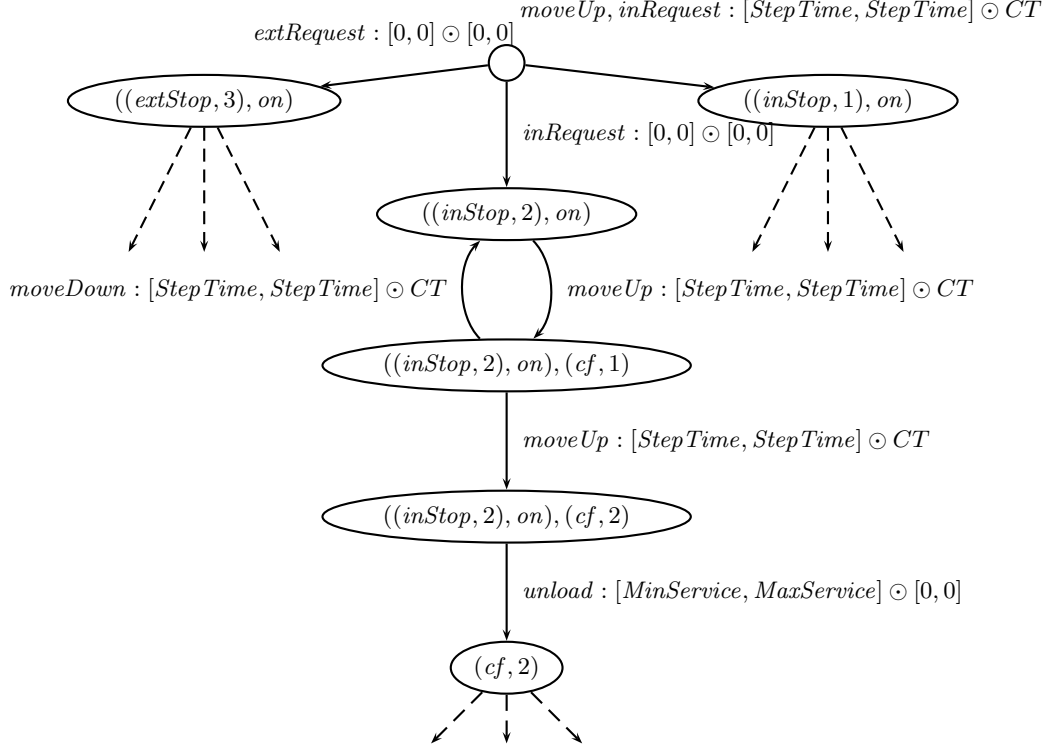 moveUp, inRequest : [StepTime, StepTime] ⊙ CT
extRequest : [0, 0] ⊙ [0, 0]
((extStop, 3), on)
((inStop, 1), on)
inRequest : [0, 0] ⊙ [0, 0]
((inStop, 2), on)
moveDown : [StepTime, StepTime] ⊙ CT
moveUp : [StepTime, StepTime] ⊙ CT
((inStop, 2), on), (cf, 1)
moveUp : [StepTime, StepTime] ⊙ CT
((inStop, 2), on), (cf, 2)
unload : [MinService, MaxService] ⊙ [0, 0]
(cf, 2)